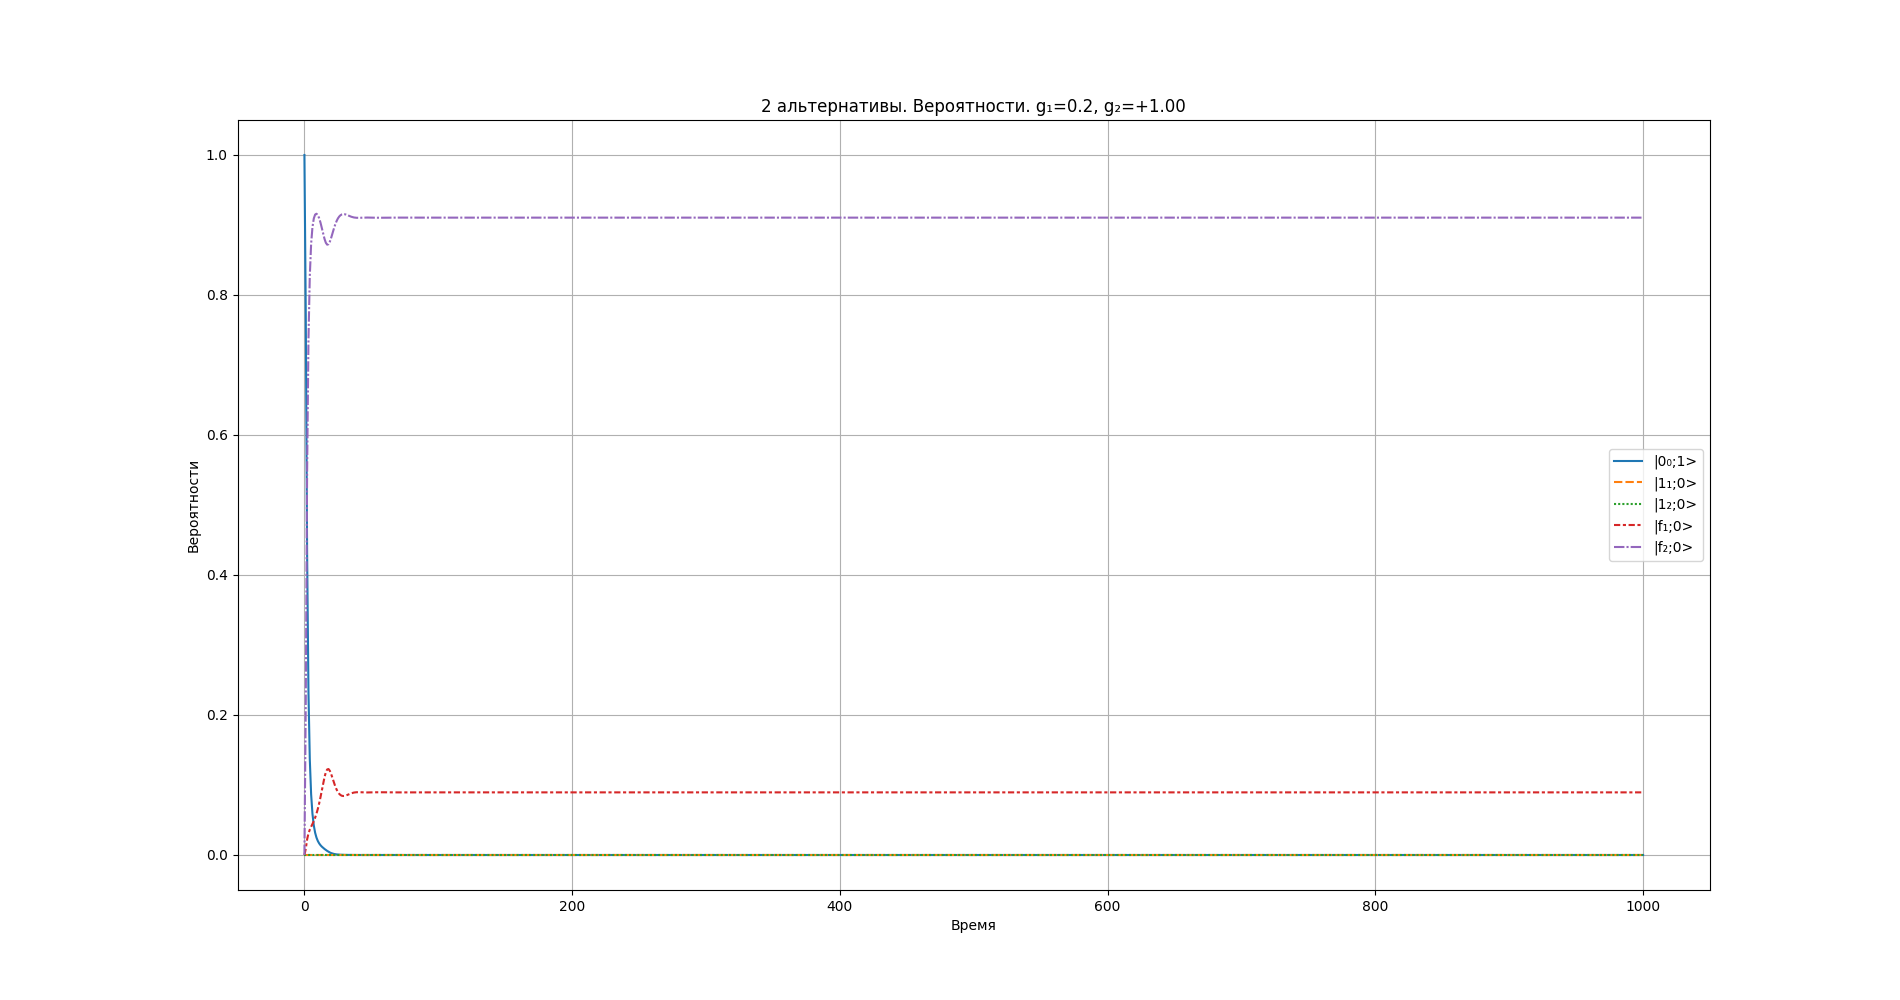 2 альтернативы. Вероятности. g₁=0.2, g₂=+1.00
1.0
0.8
0.6
0.4
0.2
0.0
Вероятности
|0₀;1>
|1₁;0>
|1₂;0>
|f₁;0>
|f₂;0>
0 200 400 600 800 1000
Время